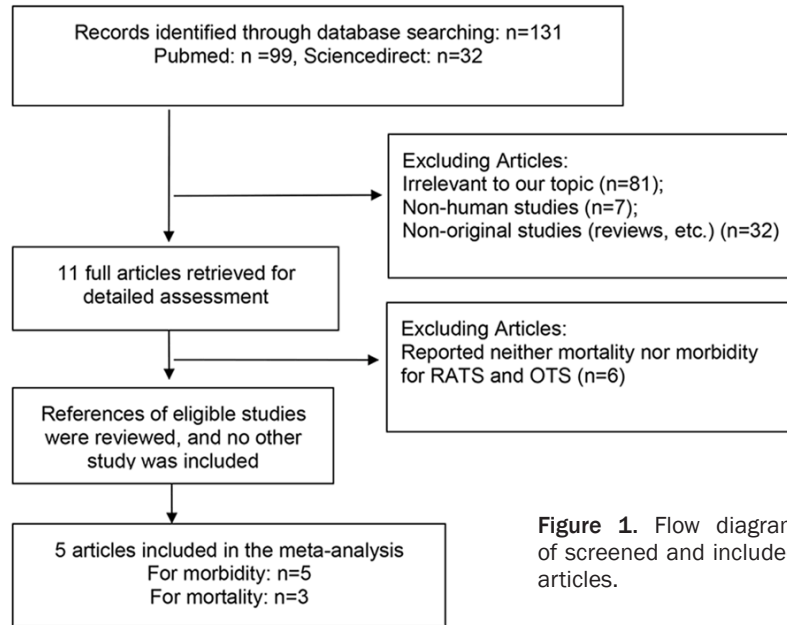 Records identified through database searching: n=131
Pubmed: n =99, Sciencedirect: n=32
Excluding Articles:
Irrelevant to our topic (n=81);
Non-human studies (n=7);
Non-original studies (reviews, etc.) (n=32)
11 full articles retrieved for
detailed assessment
Excluding Articles:
Reported neither mortality nor morbidity
for RATS and OTS (n=6)
References of eligible studies
were reviewed, and no other
study was included
5 articles included in the meta-analysis
For morbidity: n=5
For mortality: n=3
Figure 1. Flow diagram
of screened and include
articles.